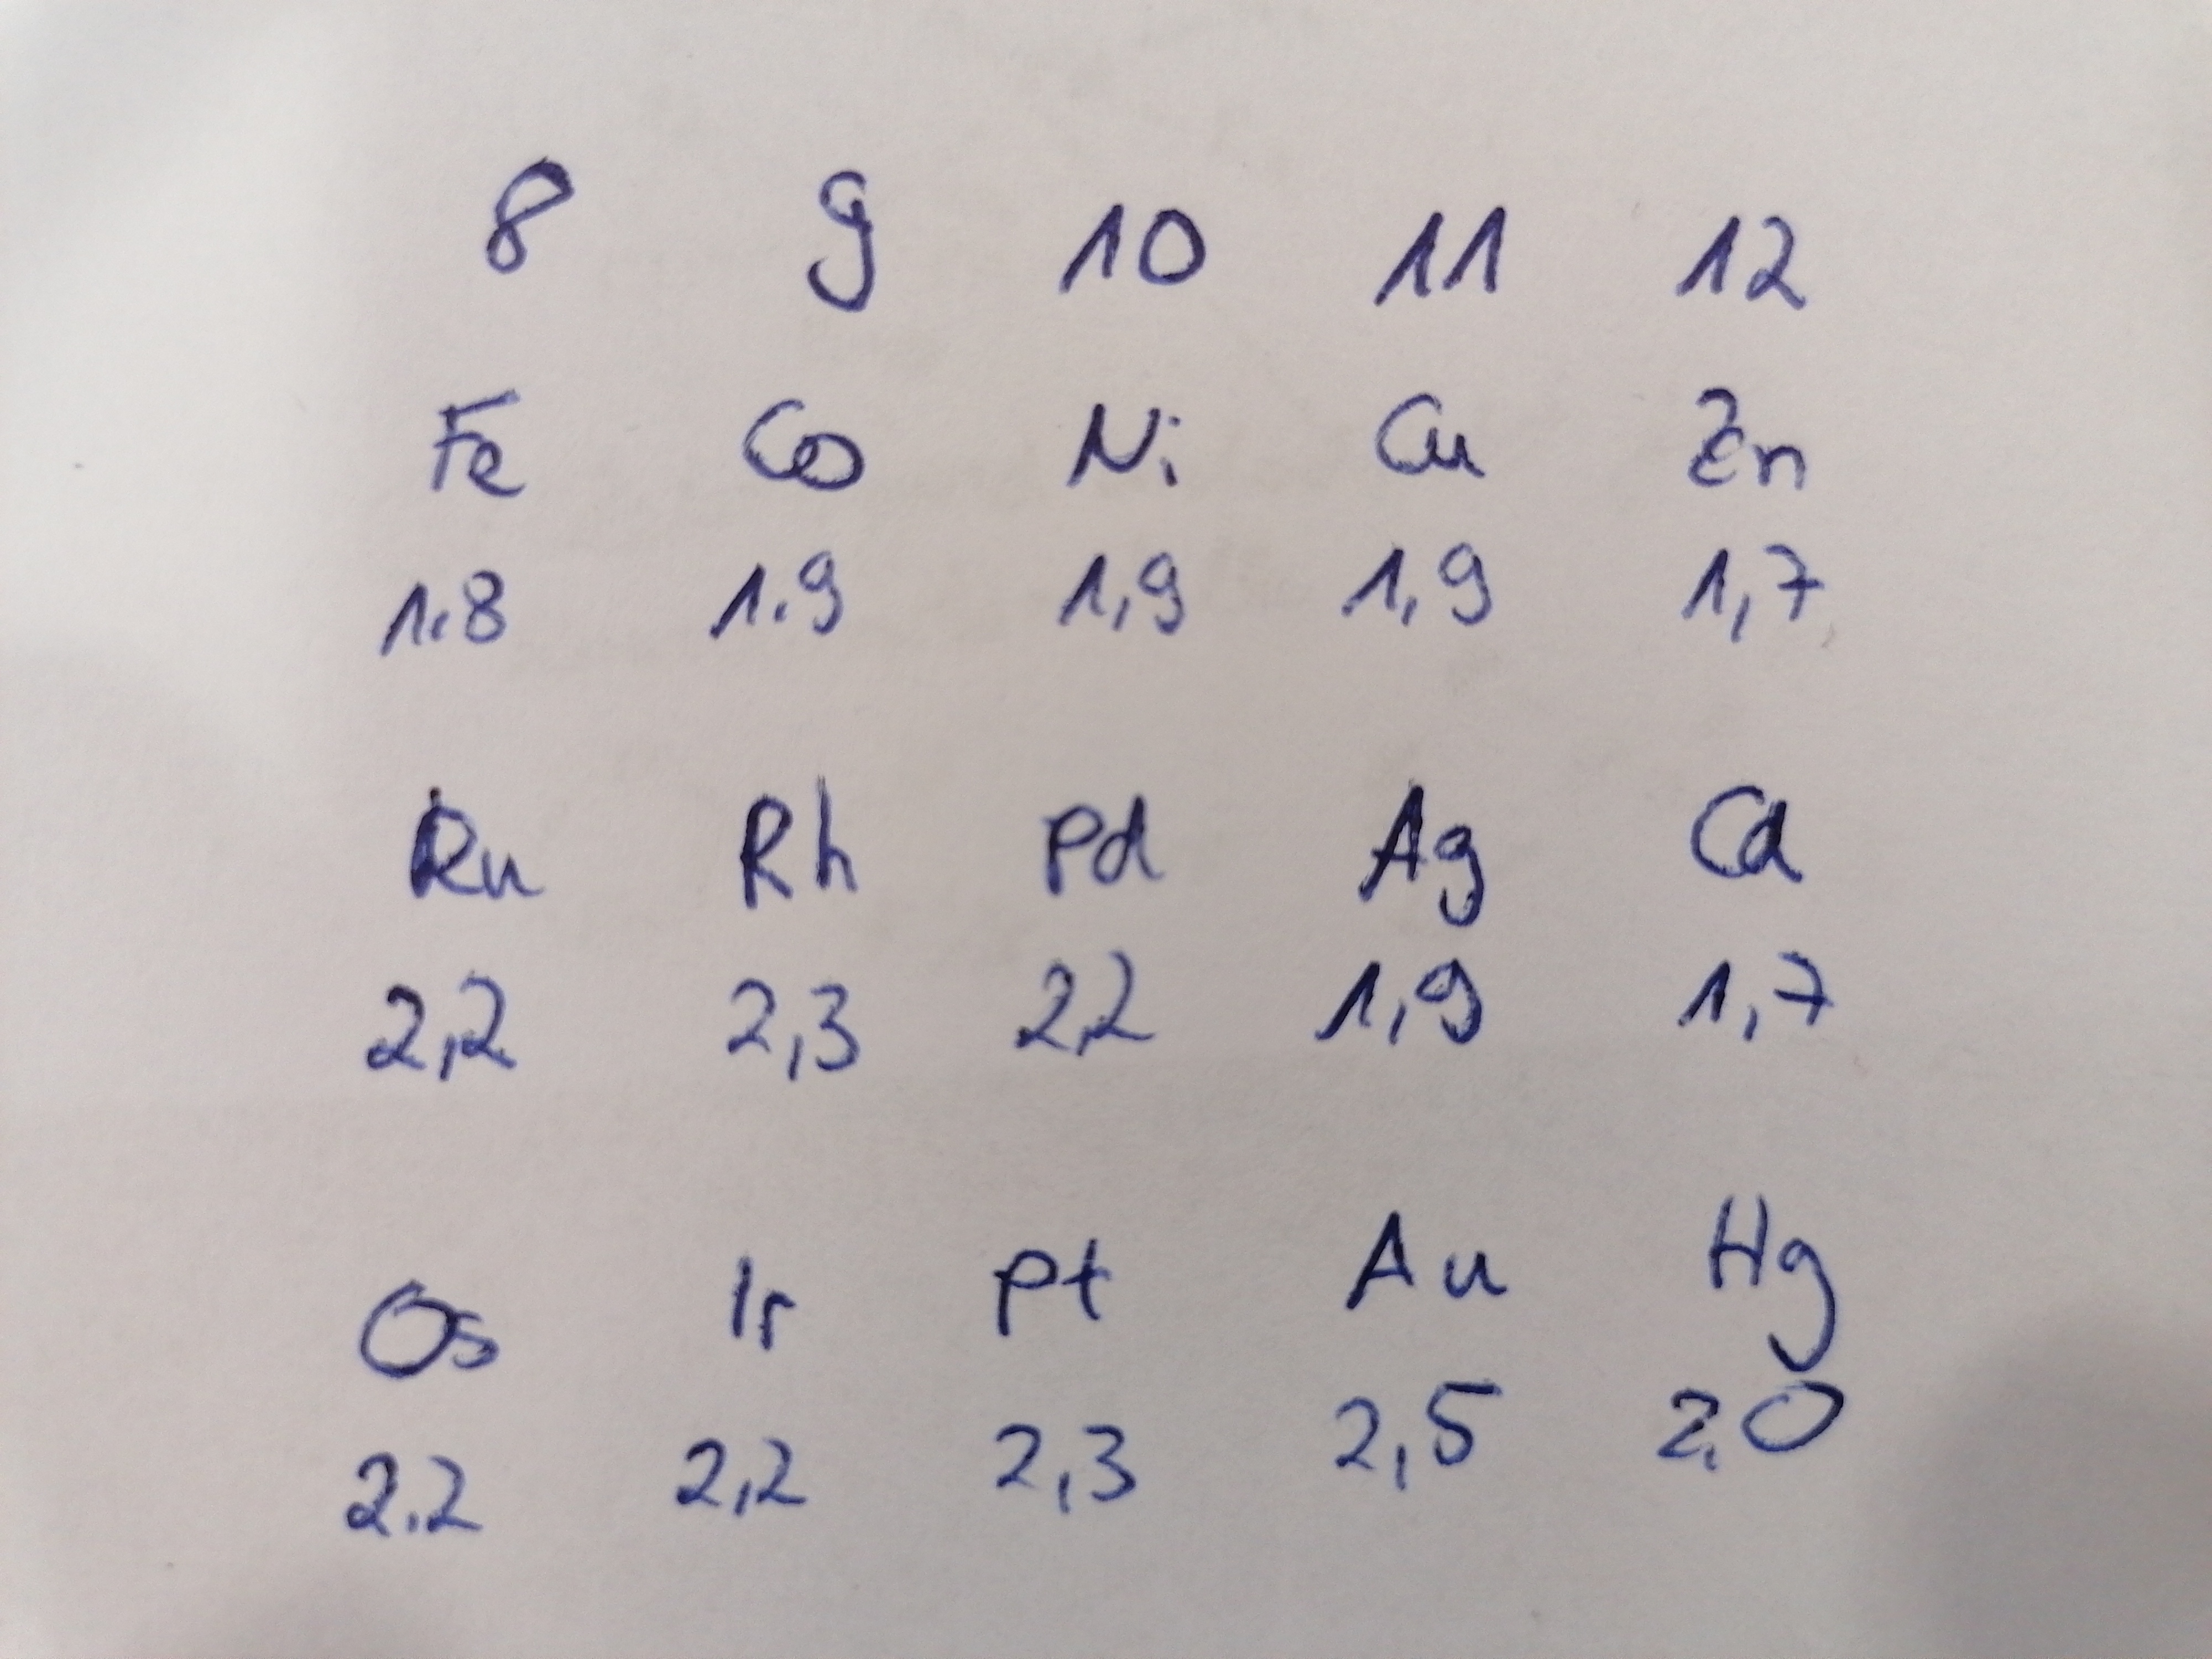 8 9 10 11 12
Fe Co Ni Cu Zn
1.8 1.9 1,9 1,9 1,7
Ru Rh Pd Ag Cd
2,2 2,3 2,2 1,9 1,7
Os Ir Pt Au Hg
2.2 2,2 2,3 2,5 2,0